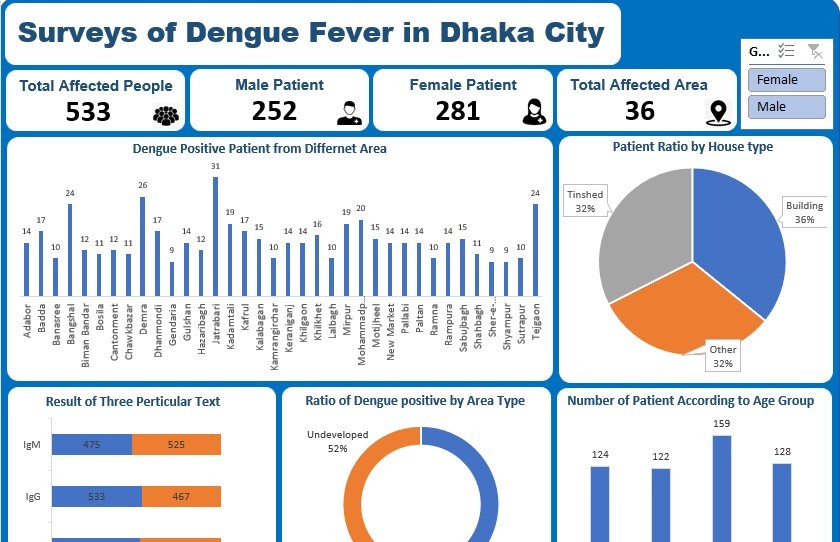 Surveys of Dengue Fever in Dhaka City
G...
Female
Male
Total Affected People
533
Male Patient
252
Female Patient
281
Total Affected Area
36
Dengue Positive Patient from Differnet Area
14 17 10 24 12 11 12 11 26 17 9 14 12 31 19 17 15 10 14 14 16 10 19 20 15 14 14 14 10 14 15 11 9 9 10 24
Adabor
Badda
Banasree
Bangshal
Biman Bandar
Bosila
Cantonment
Chawkbazar
Demra
Dhanmondi
Gendaria
Gulshan
Hazaribagh
Jatrabari
Kadamtali
Kafrul
Kalabagan
Kamrangirchar
Keraniganj
Khilgaon
Khilkhet
Lalbagh
Mirpur
Mohammadp...
Motijheel
New Market
Pallabi
Paltan
Ramna
Rampura
Sabujbagh
Shahbagh
Sher-e-...
Shyampur
Sutrapur
Tejgaon
Patient Ratio by House type
Tinshed
32%
Building
36%
Other
32%
Result of Three Perticular Text
IgM 475 525
IgG 533 467
Ratio of Dengue positive by Area Type
Undeveloped
52%
Number of Patient According to Age Group
124 122 159 128